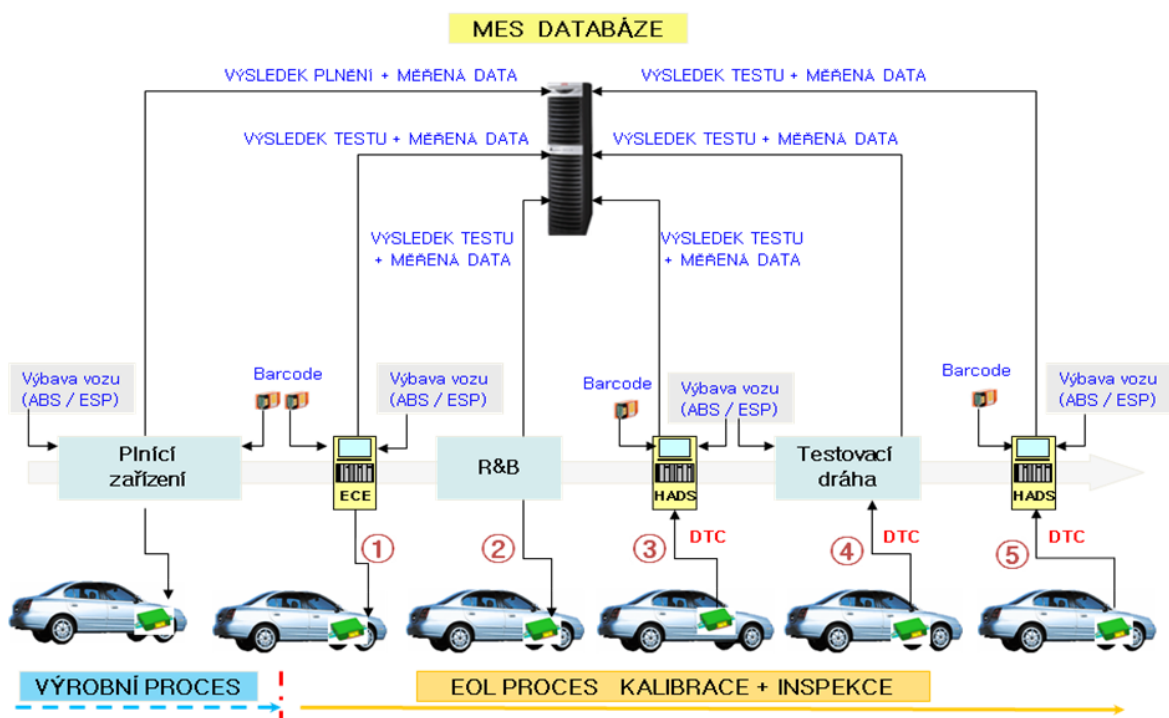 MES DATABÁZE
VÝSLEDEK PLNĚNÍ + MĚŘENÁ DATA
VÝSLEDEK TESTU + MĚŘENÁ DATA
VÝSLEDEK TESTU + MĚŘENÁ DATA
VÝSLEDEK TESTU + MĚŘENÁ DATA
VÝSLEDEK TESTU
+ MĚŘENÁ DATA
VÝSLEDEK TESTU
+ MĚŘENÁ DATA
Výbava vozu
(ABS / ESP)
Barcode
Výbava vozu
(ABS / ESP)
Barcode
Výbava vozu
(ABS / ESP)
Barcode
Výbava vozu
(ABS / ESP)
Plnící
zařízení
ECE
R&B
HADS
Testovací
dráha
HADS
1
2
3
DTC
4
DTC
5
DTC
VÝROBNÍ PROCES
EOL PROCES KALIBRACE + INSPEKCE